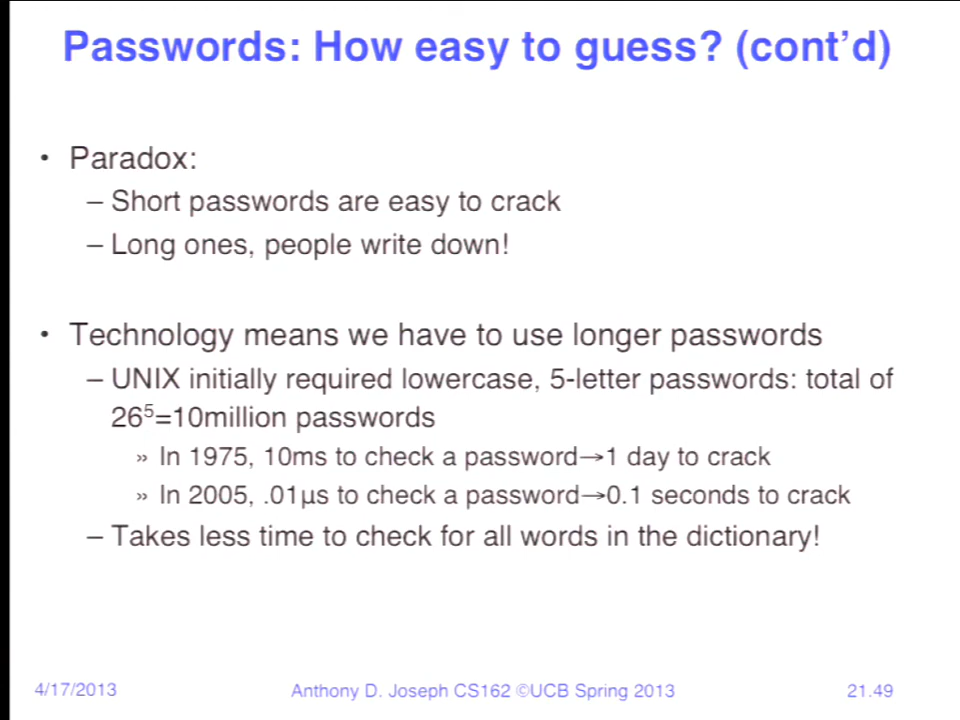 Passwords: How easy to guess? (cont’d)
• Paradox:
– Short passwords are easy to crack
– Long ones, people write down!
• Technology means we have to use longer passwords
– UNIX initially required lowercase, 5-letter passwords: total of
26⁵=10million passwords
» In 1975, 10ms to check a password→1 day to crack
» In 2005, .01μs to check a password→0.1 seconds to crack
– Takes less time to check for all words in the dictionary!
4/17/2013 Anthony D. Joseph CS162 ©UCB Spring 2013 21.49